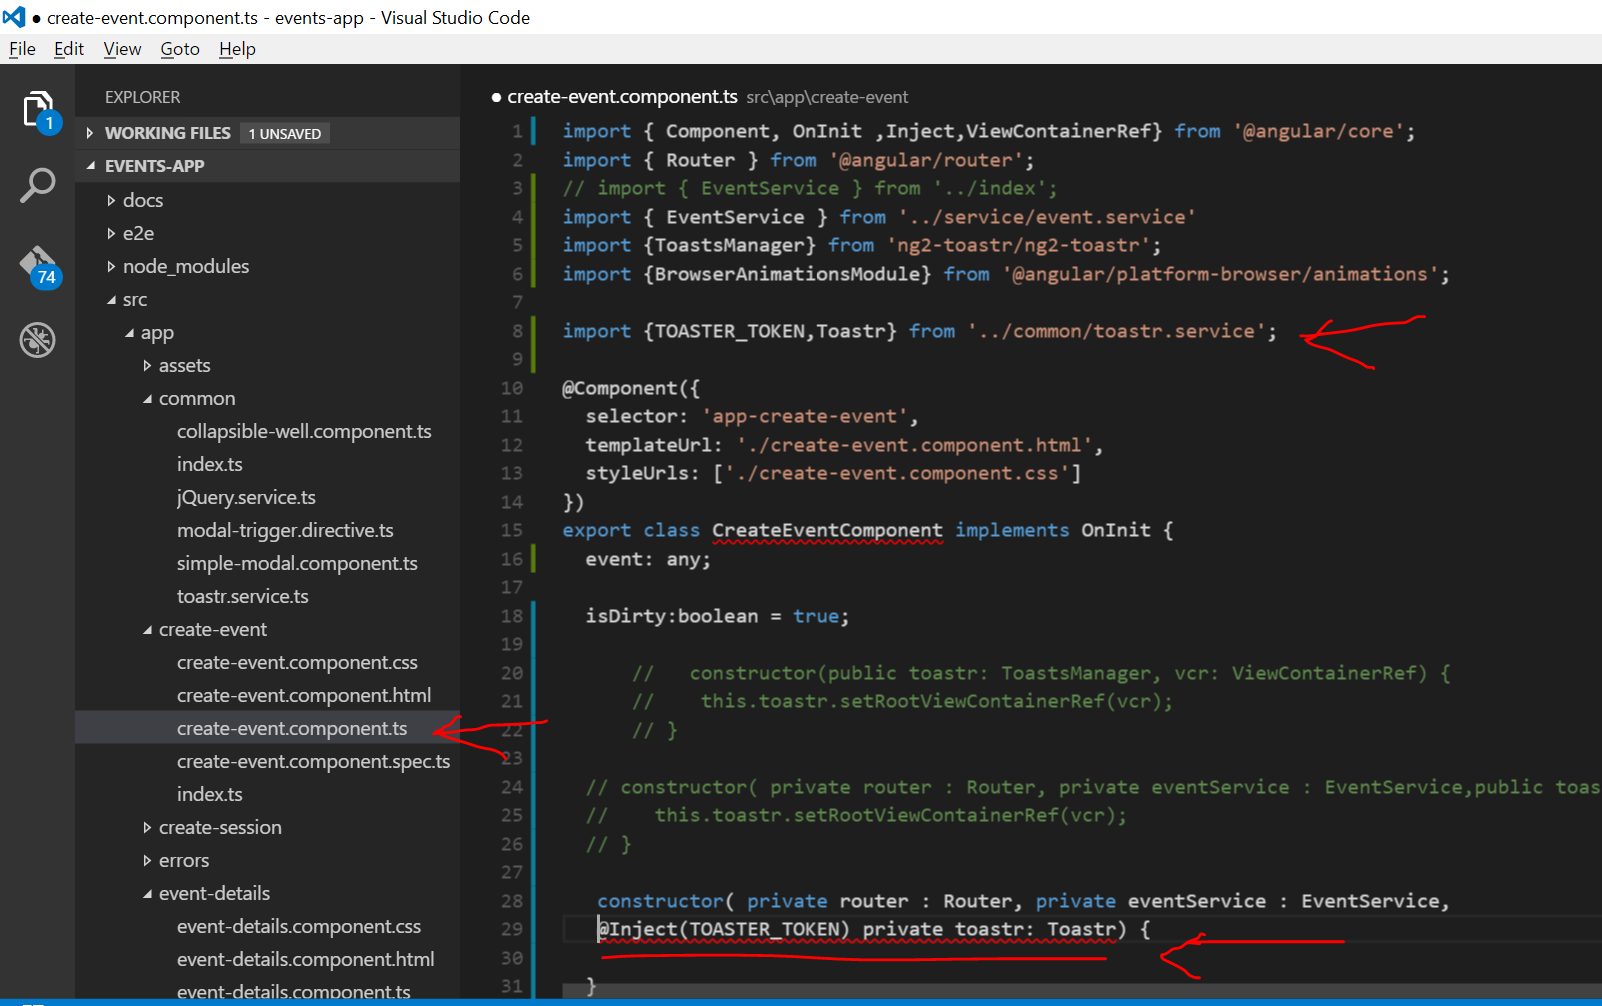 ● create-event.component.ts - events-app - Visual Studio Code
File Edit View Goto Help
EXPLORER
WORKING FILES 1 UNSAVED
EVENTS-APP
docs
e2e
node_modules
src
app
assets
common
collapsible-well.component.ts
index.ts
jQuery.service.ts
modal-trigger.directive.ts
simple-modal.component.ts
toastr.service.ts
create-event
create-event.component.css
create-event.component.html
create-event.component.ts
create-event.component.spec.ts
index.ts
create-session
errors
event-details
event-details.component.css
event-details.component.html
event-details.component.ts
1
74
● create-event.component.ts src\app\create-event
1 import { Component, OnInit ,Inject,ViewContainerRef} from '@angular/core';
2 import { Router } from '@angular/router';
3 // import { EventService } from '../index';
4 import { EventService } from '../service/event.service'
5 import {ToastsManager} from 'ng2-toastr/ng2-toastr';
6 import {BrowserAnimationsModule} from '@angular/platform-browser/animations';
7
8 import {TOASTER_TOKEN,Toastr} from '../common/toastr.service';
9
10 @Component({
11 selector: 'app-create-event',
12 templateUrl: './create-event.component.html',
13 styleUrls: ['./create-event.component.css']
14 })
15 export class CreateEventComponent implements OnInit {
16 event: any;
17
18 isDirty:boolean = true;
19
20 // constructor(public toastr: ToastsManager, vcr: ViewContainerRef) {
21 // this.toastr.setRootViewContainerRef(vcr);
22 // }
23
24 // constructor( private router : Router, private eventService : EventService,public toas
25 // this.toastr.setRootViewContainerRef(vcr);
26 // }
27
28 constructor( private router : Router, private eventService : EventService,
29 @Inject(TOASTER_TOKEN) private toastr: Toastr) {
30
31 }